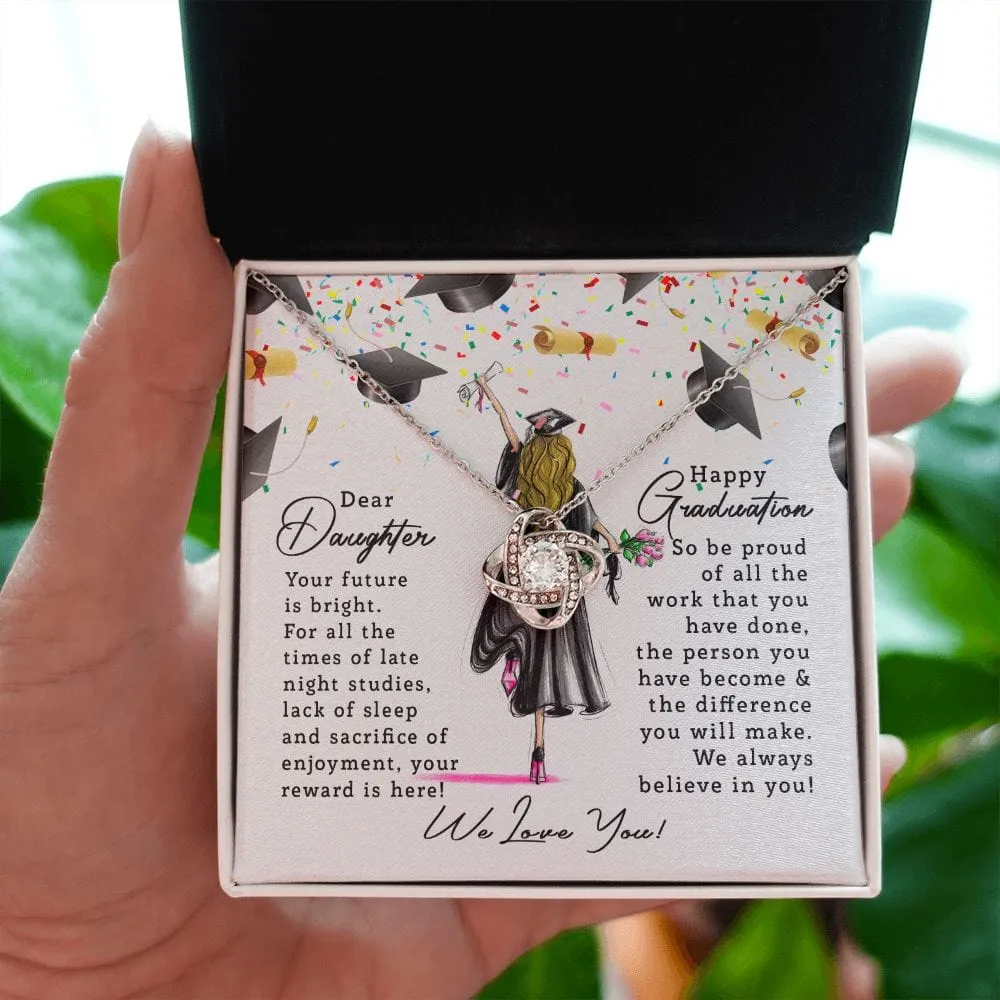 Dear
Daughter
Your future
is bright.
For all the
times of late
night studies,
lack of sleep
and sacrifice of
enjoyment, your
reward is here!
Happy
Graduation
So be proud
of all the
work that you
have done,
the person you
have become &
the difference
you will make.
We always
believe in you!
We Love You!